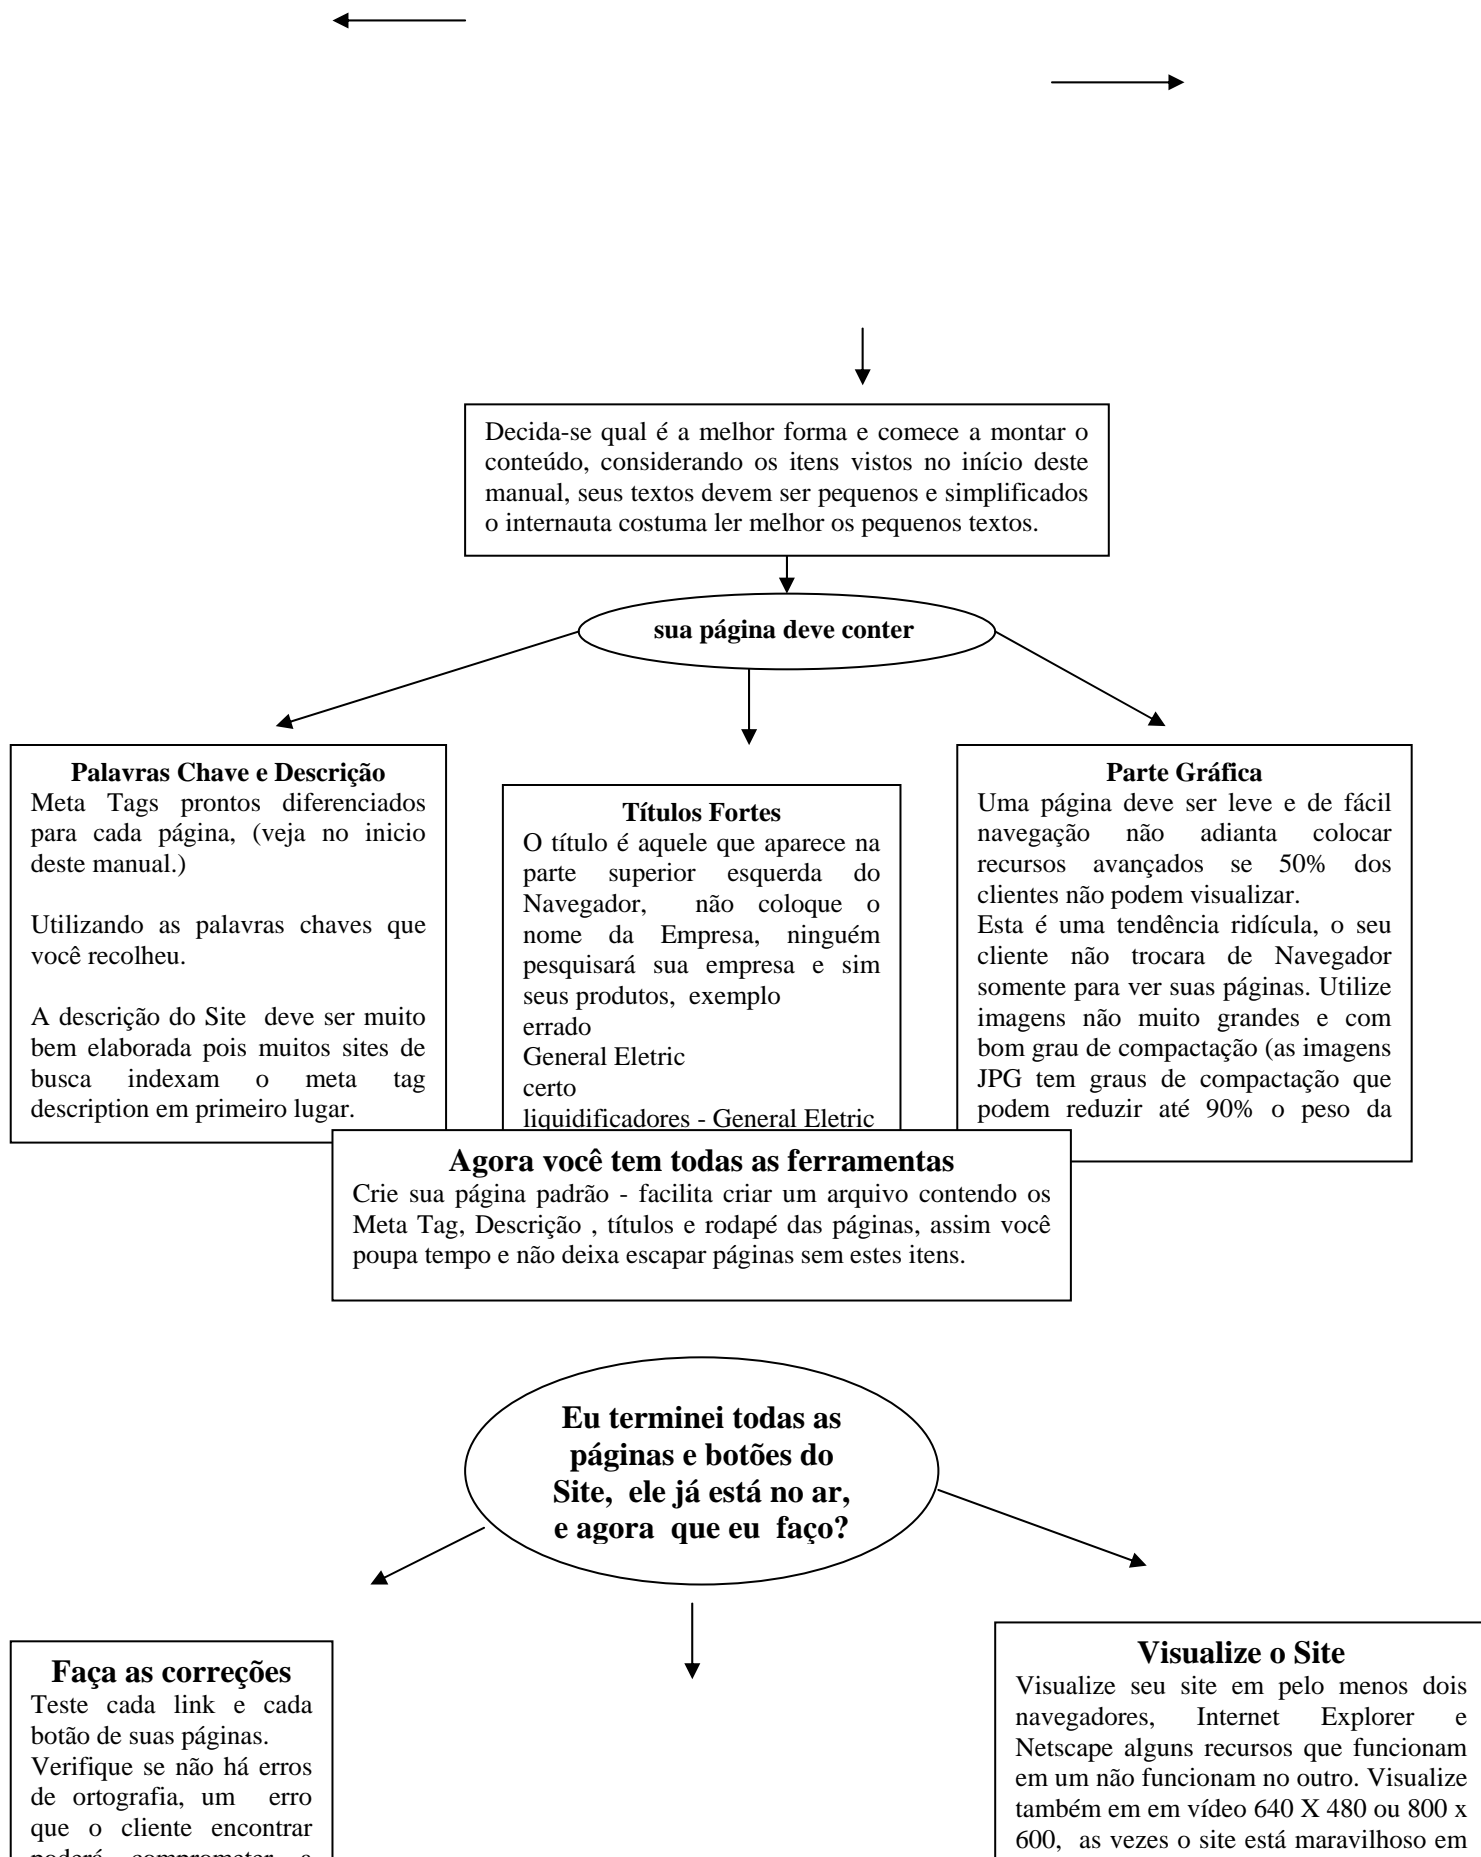 Decida-se qual é a melhor forma e comece a montar o
conteúdo, considerando os itens vistos no início deste
manual, seus textos devem ser pequenos e simplificados
o internauta costuma ler melhor os pequenos textos.
sua página deve conter
Palavras Chave e Descrição
Meta Tags prontos diferenciados
para cada página, (veja no inicio
deste manual.)
Utilizando as palavras chaves que
você recolheu.
A descrição do Site deve ser muito
bem elaborada pois muitos sites de
busca indexam o meta tag
description em primeiro lugar.
Títulos Fortes
O título é aquele que aparece na
parte superior esquerda do
Navegador, não coloque o
nome da Empresa, ninguém
pesquisará sua empresa e sim
seus produtos, exemplo
errado
General Eletric
certo
liquidificadores - General Eletric
Parte Gráfica
Uma página deve ser leve e de fácil
navegação não adianta colocar
recursos avançados se 50% dos
clientes não podem visualizar.
Esta é uma tendência ridícula, o seu
cliente não trocara de Navegador
somente para ver suas páginas. Utilize
imagens não muito grandes e com
bom grau de compactação (as imagens
JPG tem graus de compactação que
podem reduzir até 90% o peso da
Agora você tem todas as ferramentas
Crie sua página padrão - facilita criar um arquivo contendo os
Meta Tag, Descrição , títulos e rodapé das páginas, assim você
poupa tempo e não deixa escapar páginas sem estes itens.
Eu terminei todas as
páginas e botões do
Site, ele já está no ar,
e agora que eu faço?
Faça as correções
Teste cada link e cada
botão de suas páginas.
Verifique se não há erros
de ortografia, um erro
que o cliente encontrar
poderá comprometer a
Visualize o Site
Visualize seu site em pelo menos dois
navegadores, Internet Explorer e
Netscape alguns recursos que funcionam
em um não funcionam no outro. Visualize
também em em vídeo 640 X 480 ou 800 x
600, as vezes o site está maravilhoso em